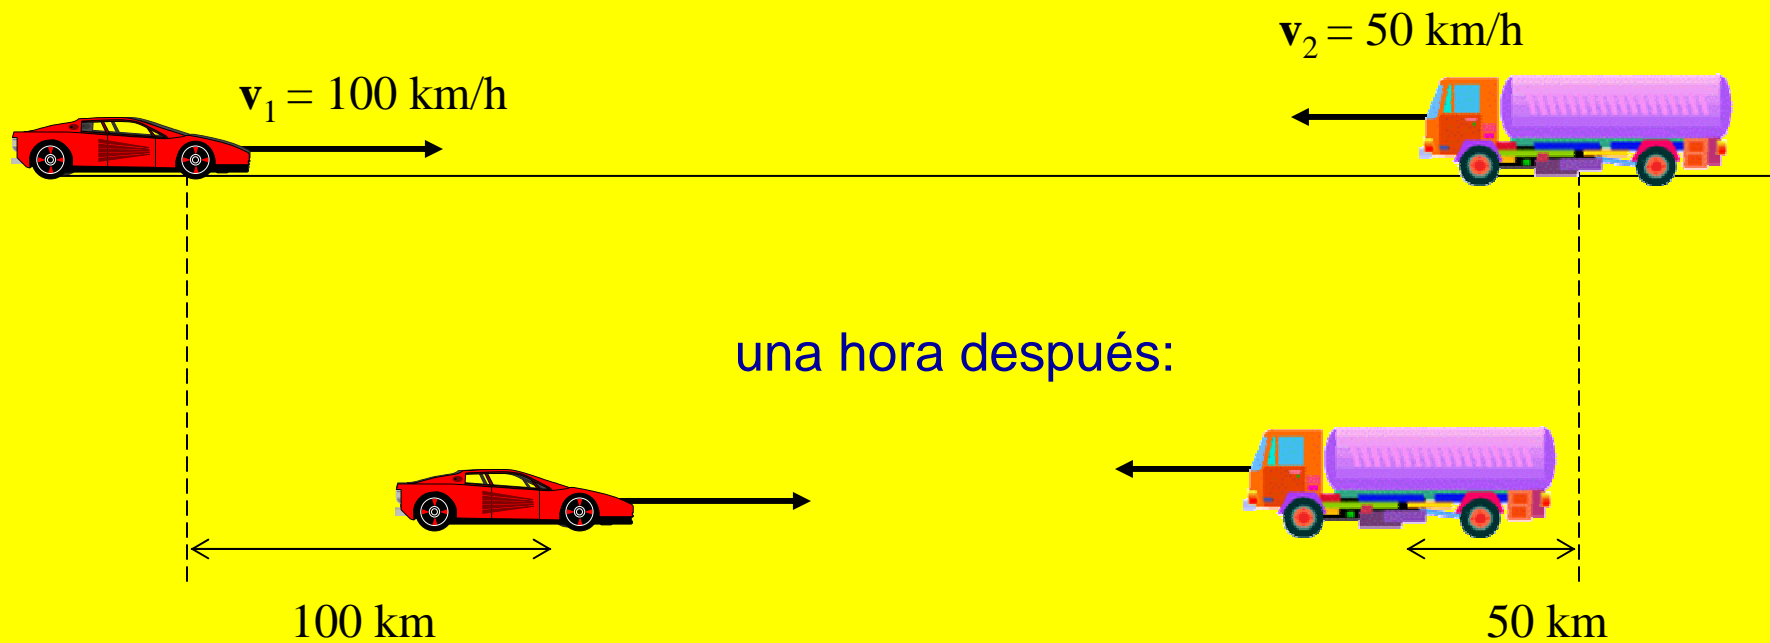 v₂ = 50 km/h
v₁ = 100 km/h
una hora después:
100 km
50 km